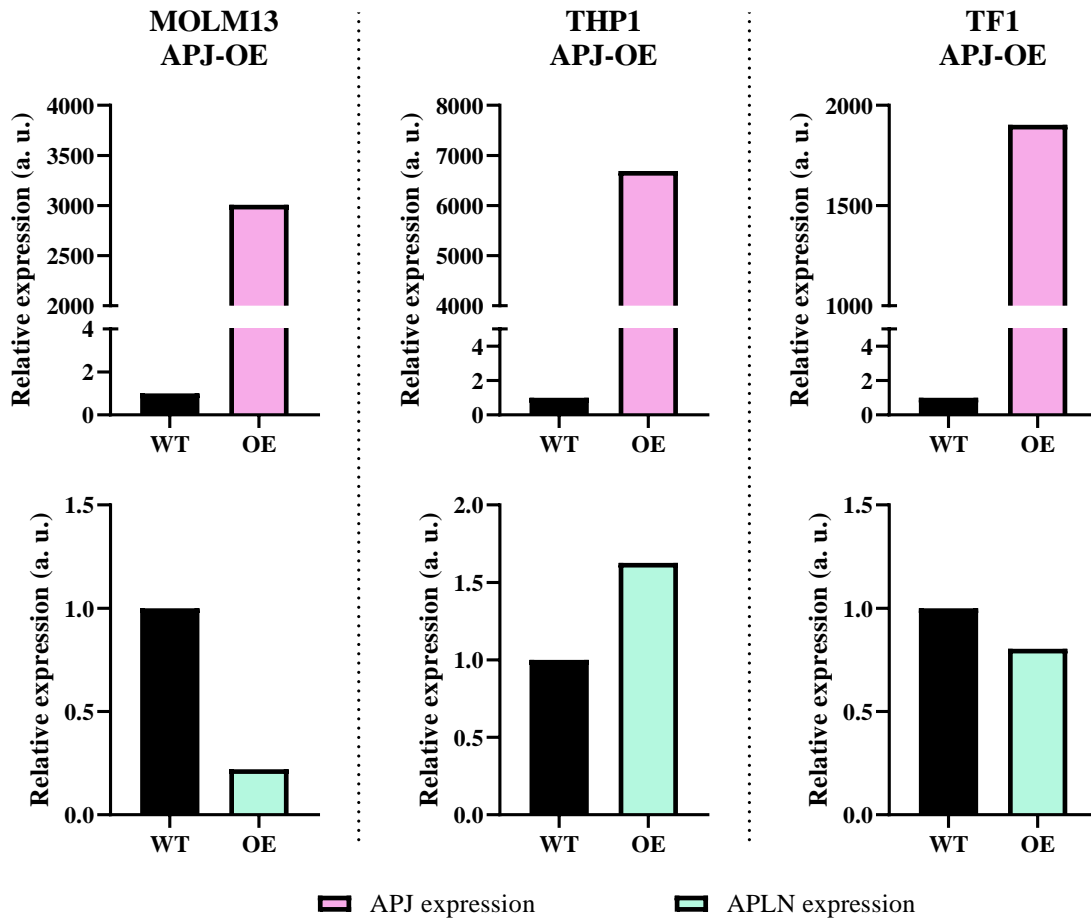 MOLM13
APJ-OE
THP1
APJ-OE
TF1
APJ-OE
Relative expression (a. u.)
4000
3500
3000
2500
2000
4
2
0
WT OE
Relative expression (a. u.)
8000
7000
6000
5000
4000
4
2
0
WT OE
Relative expression (a. u.)
2000
1500
1000
4
2
0
WT OE
Relative expression (a. u.)
1.5
1.0
0.5
0.0
WT OE
Relative expression (a. u.)
2.0
1.5
1.0
0.5
0.0
WT OE
Relative expression (a. u.)
1.5
1.0
0.5
0.0
WT OE
APJ expression
APLN expression